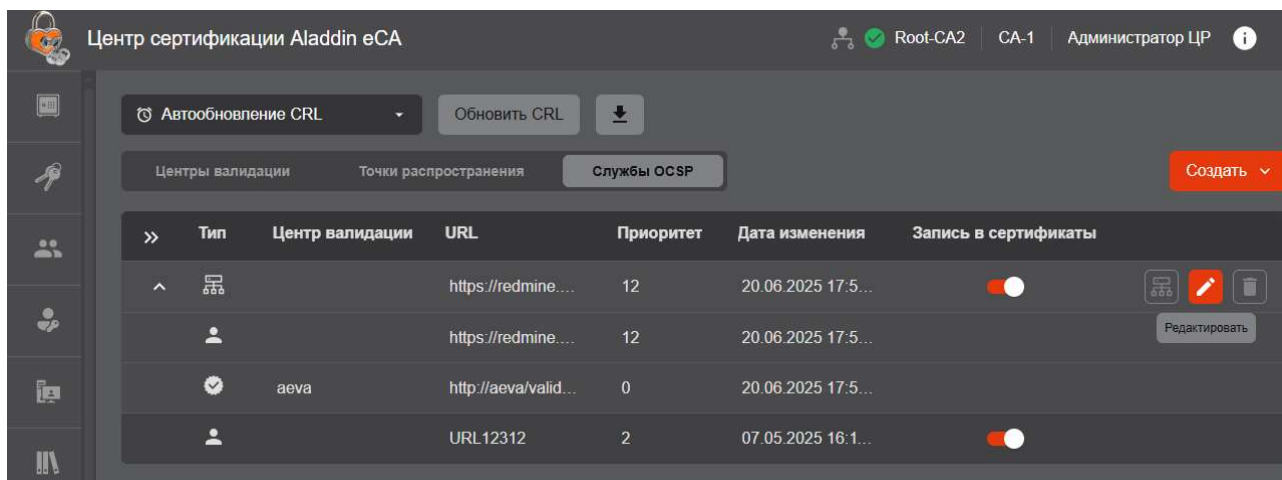 Центр сертификации Aladdin eCA
Root-CA2
CA-1
Администратор ЦР
Автообновление CRL
Обновить CRL
Центры валидации
Точки распространения
Службы OCSP
Создать
Тип Центр валидации URL Приоритет Дата изменения Запись в сертификаты
https://redmine.... 12 20.06.2025 17:5...
Редактировать
https://redmine.... 12 20.06.2025 17:5...
aeva http://aeva/valid... 0 20.06.2025 17:5...
URL12312 2 07.05.2025 16:1...